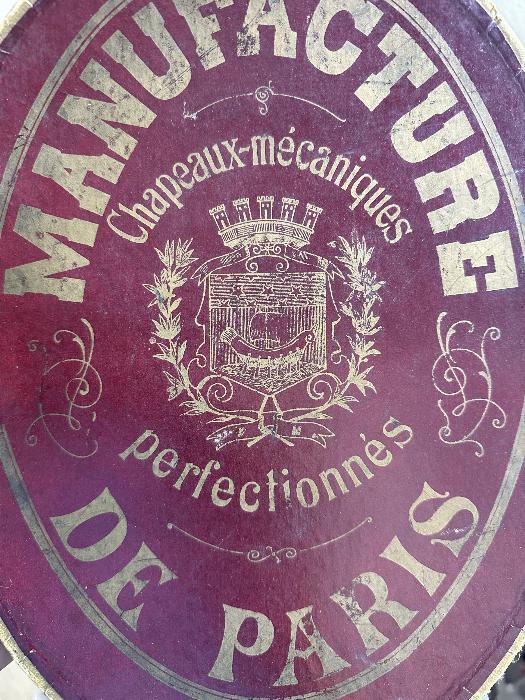 MANUFACTURE
Chapeaux-mécaniques
perfectionnés
DE PARIS